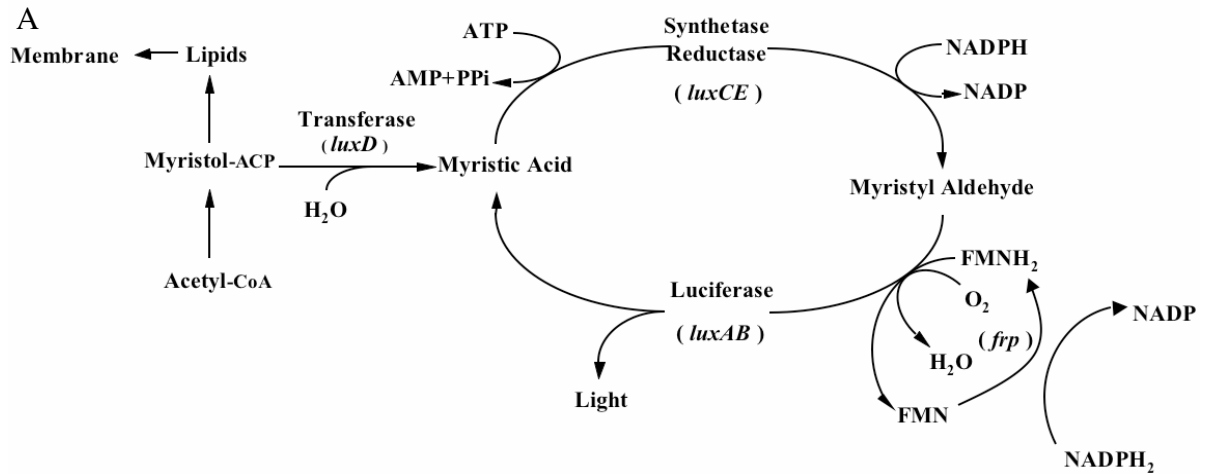 A
Membrane
Lipids
ATP
AMP+PPi
Synthetase
Reductase
( luxCE )
NADPH
NADP
Transferase
( luxD )
Myristol-ACP
H₂O
Myristic Acid
Myristyl Aldehyde
Acetyl-CoA
Luciferase
( luxAB )
Light
FMNH₂
O₂
( frp )
H₂O
FMN
NADP
NADPH₂